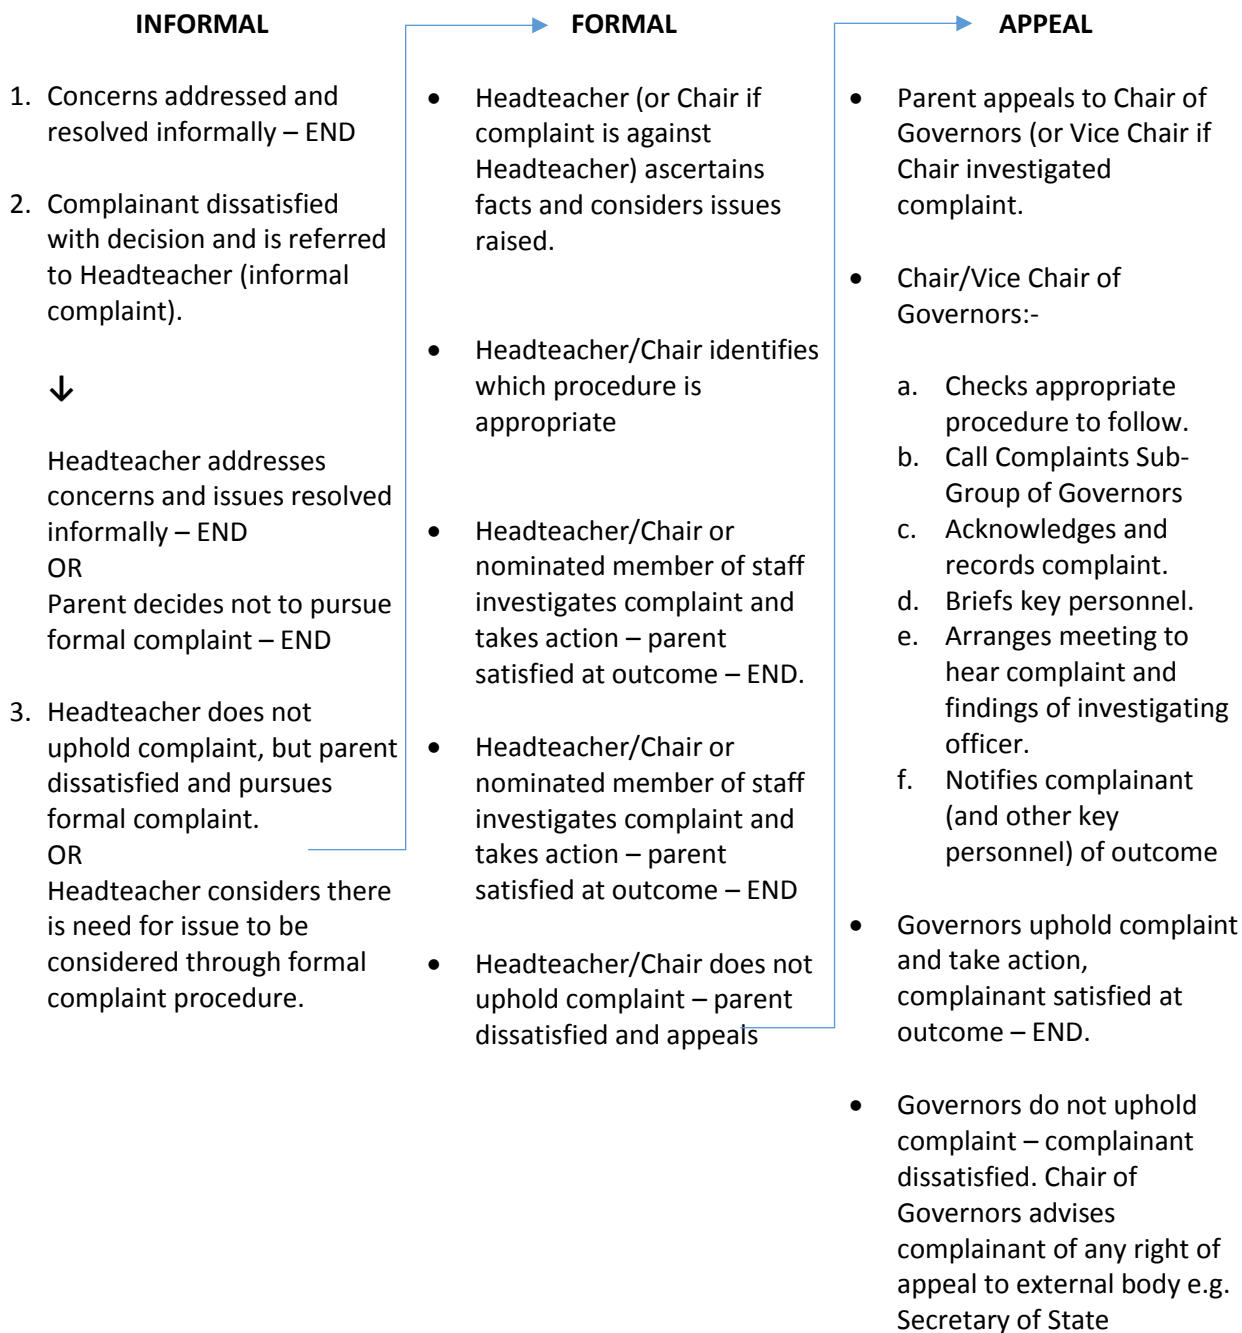 INFORMAL
1. Concerns addressed and
resolved informally – END
2. Complainant dissatisfied
with decision and is referred
to Headteacher (informal
complaint).
↓
Headteacher addresses
concerns and issues resolved
informally – END
OR
Parent decides not to pursue
formal complaint – END
3. Headteacher does not
uphold complaint, but parent
dissatisfied and pursues
formal complaint.
OR
Headteacher considers there
is need for issue to be
considered through formal
complaint procedure.
FORMAL
• Headteacher (or Chair if
complaint is against
Headteacher) ascertains
facts and considers issues
raised.
• Headteacher/Chair identifies
which procedure is
appropriate
• Headteacher/Chair or
nominated member of staff
investigates complaint and
takes action – parent
satisfied at outcome – END.
• Headteacher/Chair or
nominated member of staff
investigates complaint and
takes action – parent
satisfied at outcome – END
• Headteacher/Chair does not
uphold complaint – parent
dissatisfied and appeals
APPEAL
• Parent appeals to Chair of
Governors (or Vice Chair if
Chair investigated
complaint.
• Chair/Vice Chair of
Governors:-
a. Checks appropriate
procedure to follow.
b. Call Complaints Sub-
Group of Governors
c. Acknowledges and
records complaint.
d. Briefs key personnel.
e. Arranges meeting to
hear complaint and
findings of investigating
officer.
f. Notifies complainant
(and other key
personnel) of outcome
• Governors uphold complaint
and take action,
complainant satisfied at
outcome – END.
• Governors do not uphold
complaint – complainant
dissatisfied. Chair of
Governors advises
complainant of any right of
appeal to external body e.g.
Secretary of State